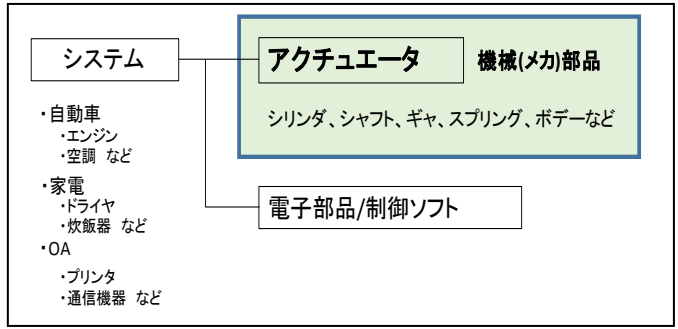 システム
アクチュエータ 機械(メカ)部品
シリンダ、シャフト、ギャ、スプリング、ボデーなど
・自動車
・エンジン
・空調 など
・家電
・ドライヤ
・炊飯器 など
・OA
・プリンタ
・通信機器 など
電子部品/制御ソフト